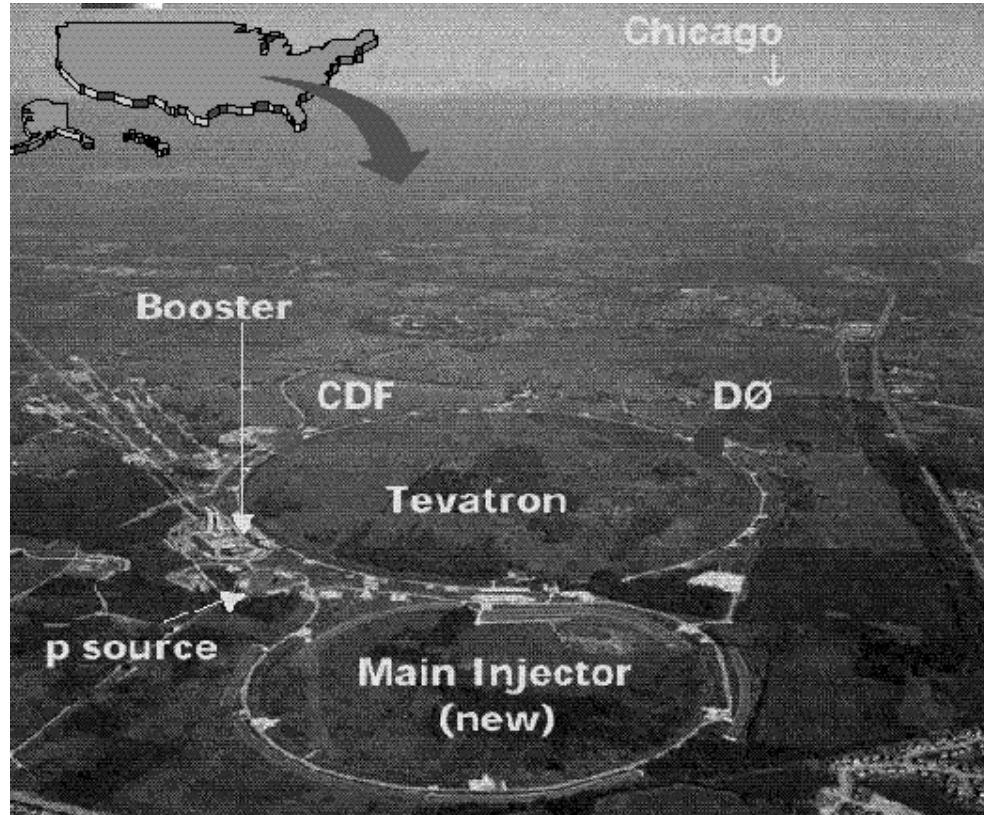 Chicago
Booster
CDF
DØ
Tevatron
p source
Main Injector
(new)